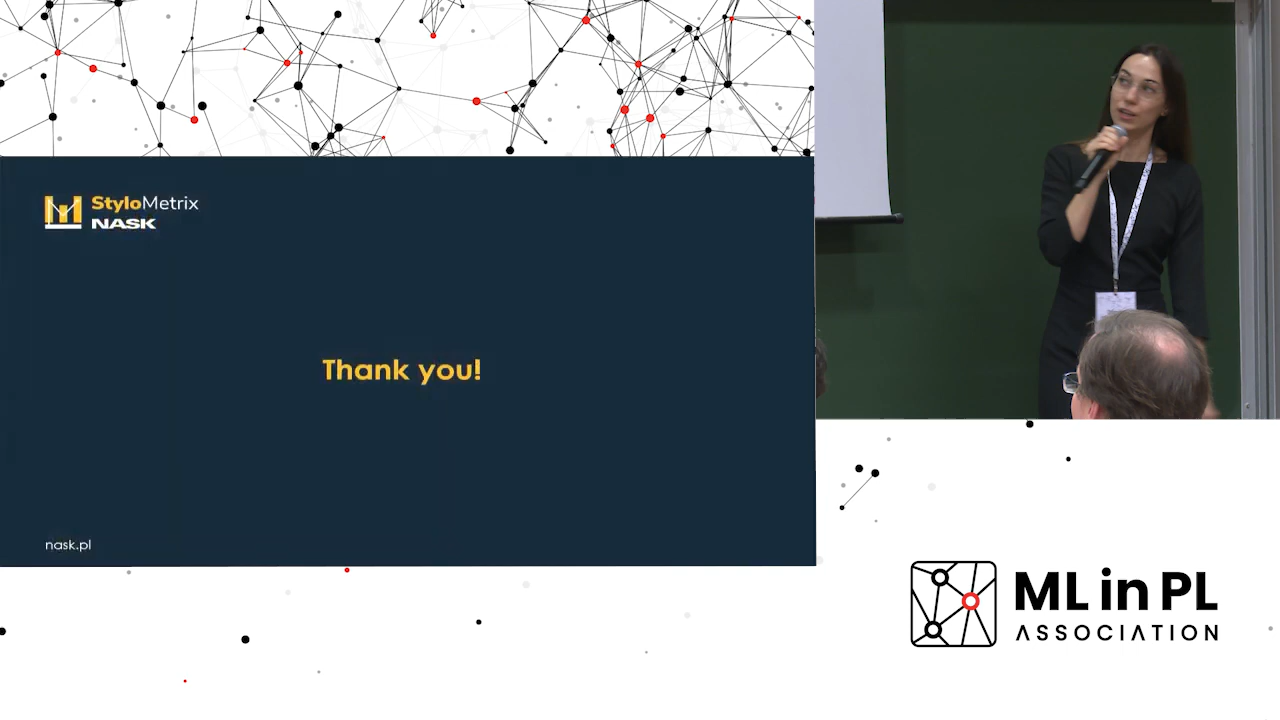 StyloMetrix
NASK
Thank you!
nask.pl
ML in PL
ASSOCIATION